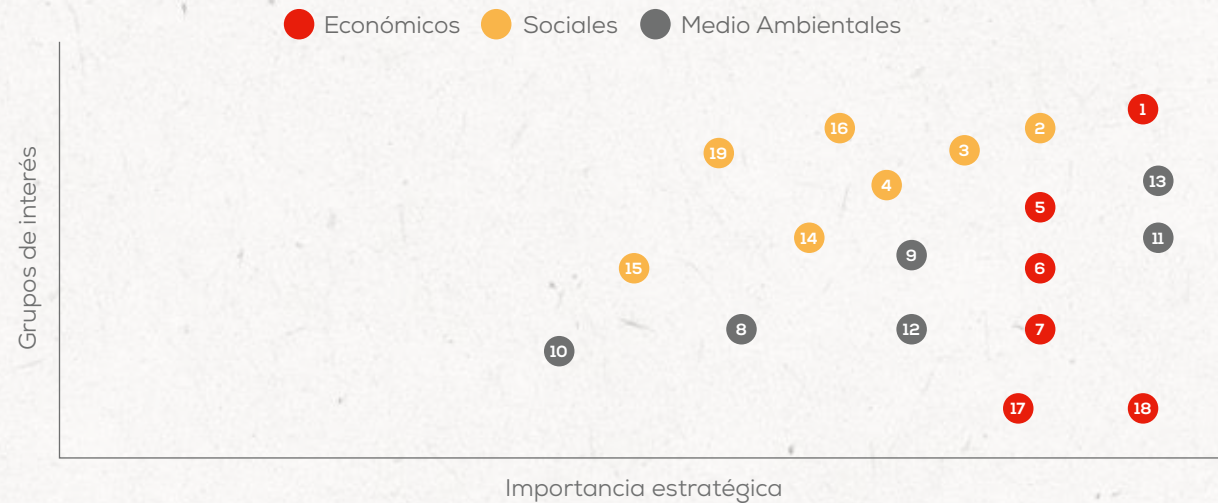 Económicos Sociales Medio Ambientales
Grupos de interés
1
16 2
19 3
4 13
5
14 11
9
15 6
8 12 7
10
17 18
Importancia estratégica